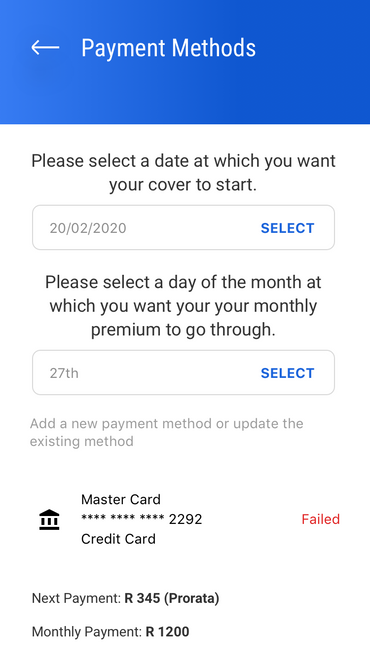 Payment Methods
Please select a date at which you want
your cover to start.
20/02/2020 SELECT
Please select a day of the month at
which you want your your monthly
premium to go through.
27th SELECT
Add a new payment method or update the
existing method
Master Card
**** **** **** 2292 Failed
Credit Card
Next Payment: R 345 (Prorata)
Monthly Payment: R 1200